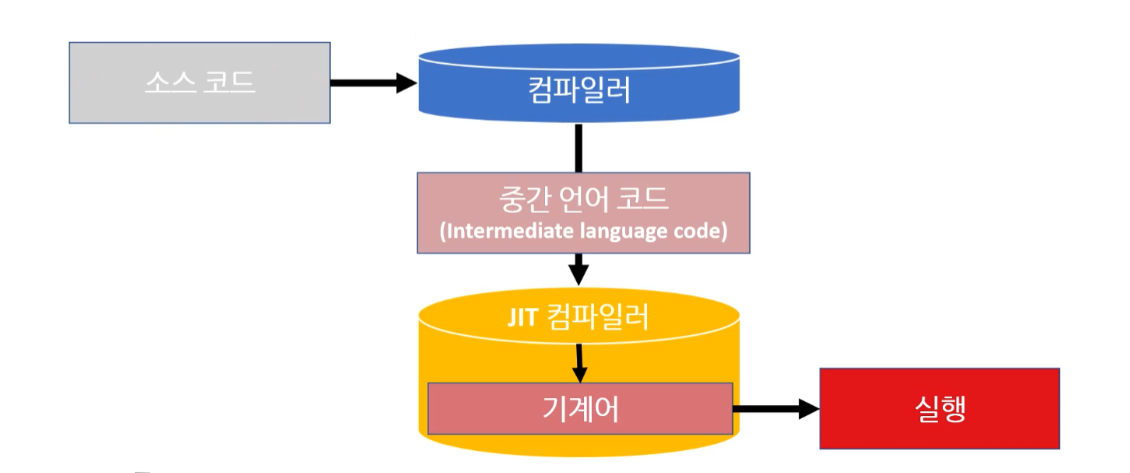 소스 코드
컴파일러
중간 언어 코드
(Intermediate language code)
JIT 컴파일러
기계어
실행